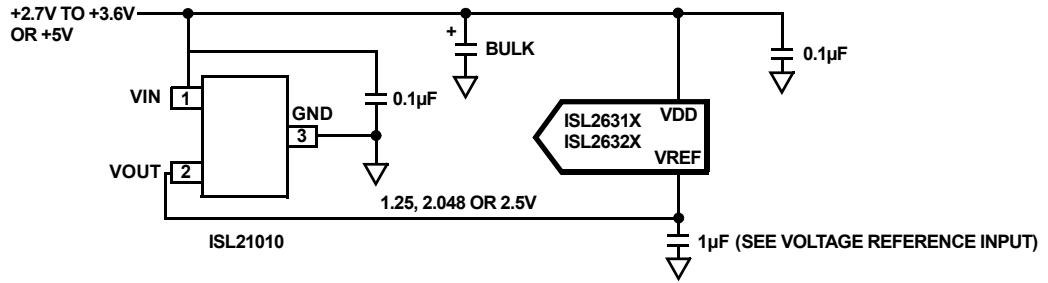 +2.7V TO +3.6V
OR +5V
+
BULK
0.1µF
VIN
1
0.1µF
GND
3
ISL2631X
ISL2632X
VDD
VREF
VOUT
2
1.25, 2.048 OR 2.5V
ISL21010
1µF (SEE VOLTAGE REFERENCE INPUT)